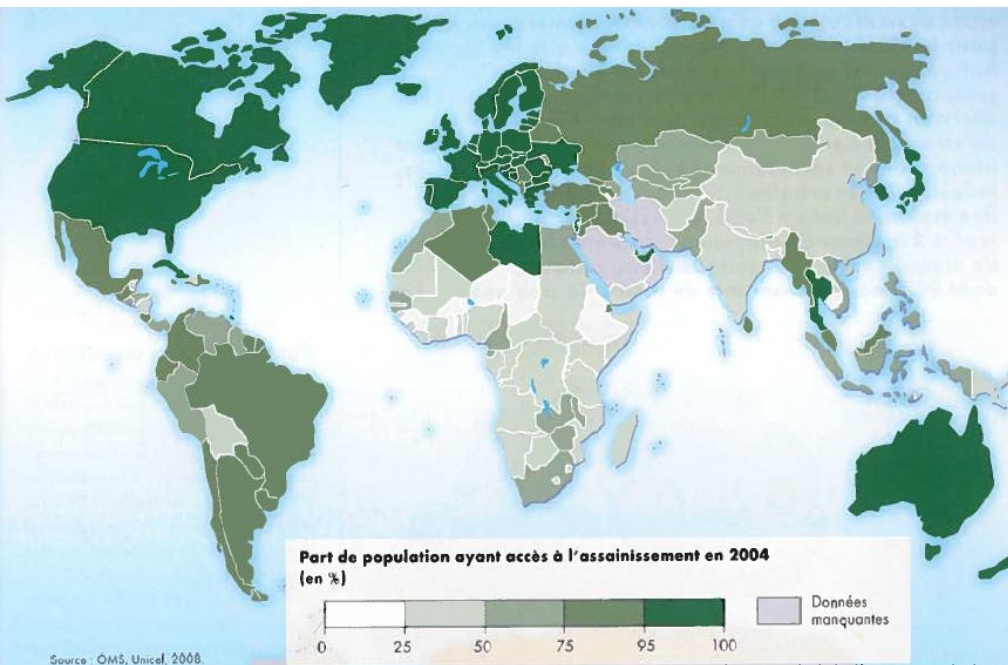 Part de population ayant accès à l'assainissement en 2004
(en %)
0 25 50 75 95 100
Données
manquantes
Source : OMS, Unicef, 2008.